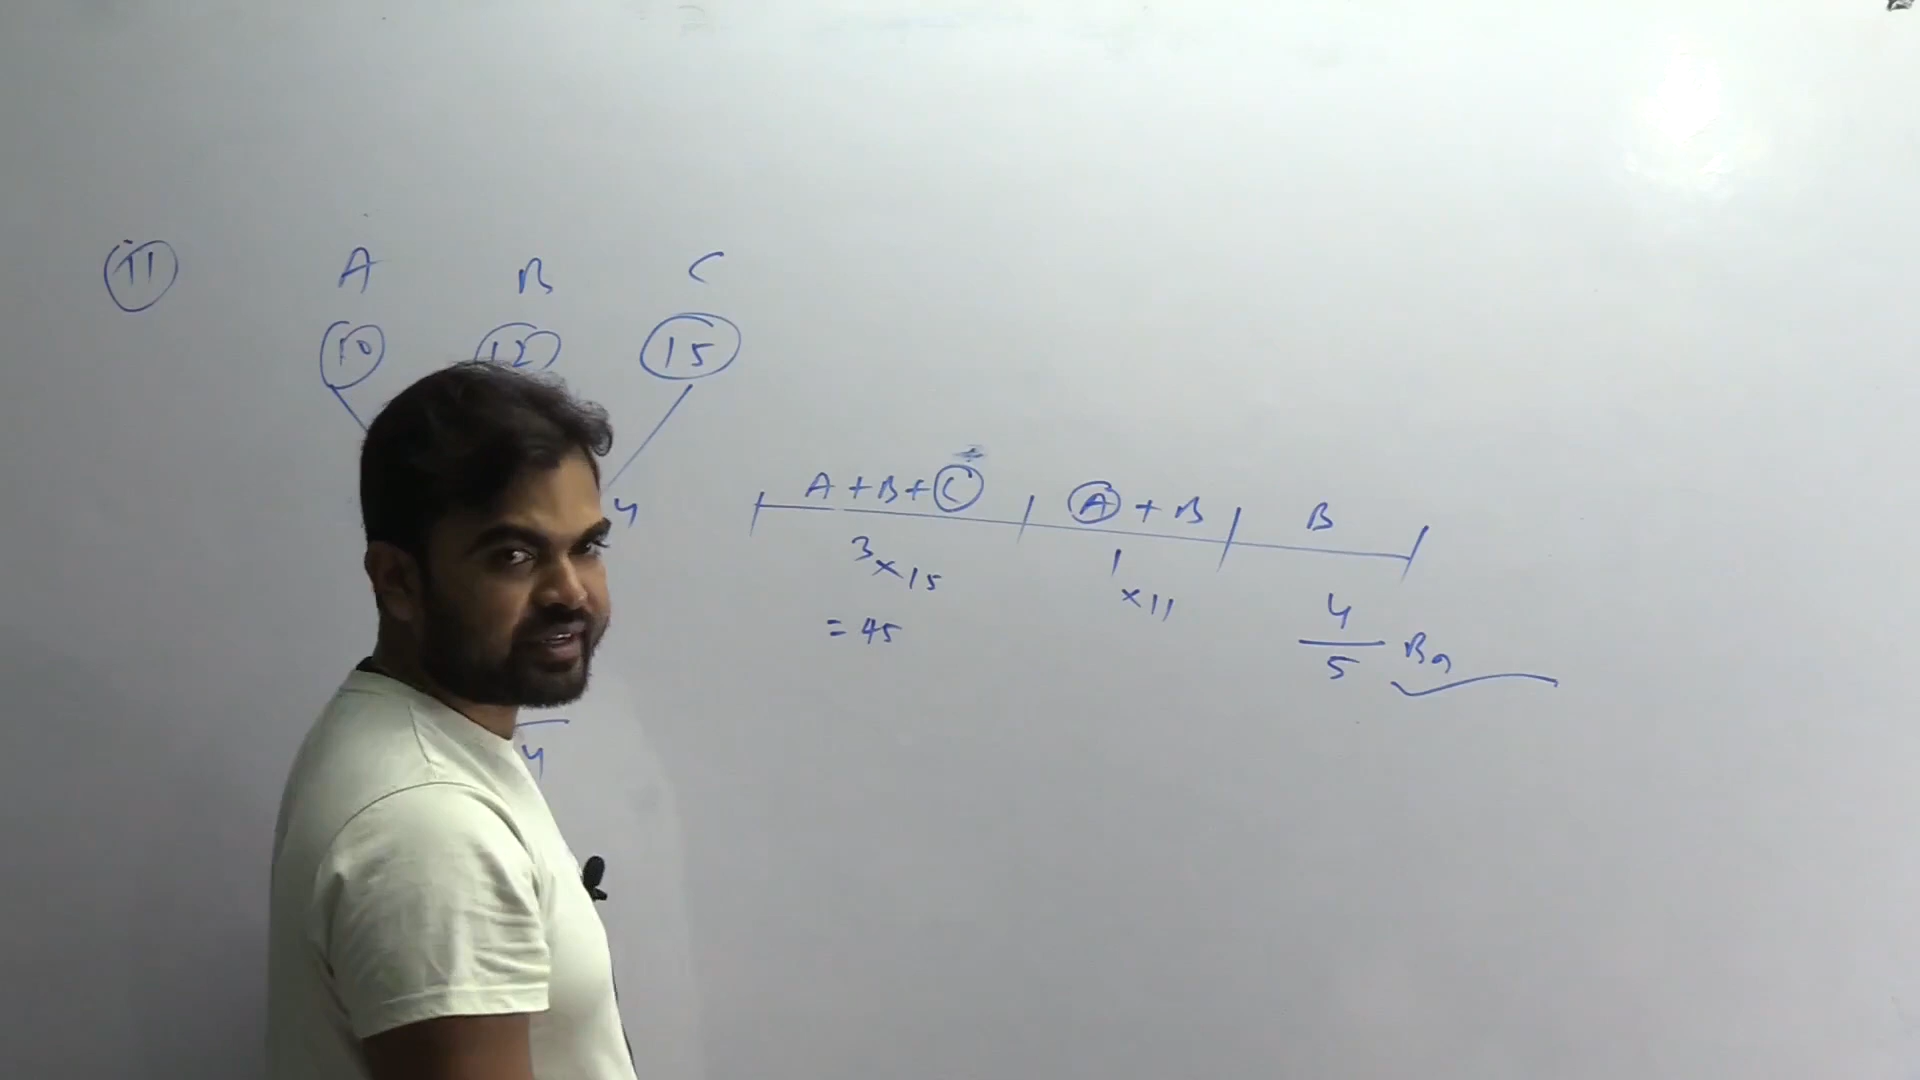 11 A B C
10 12 15
4
A + B + C A + B B
3 × 15 1 × 11 4
= 45 5
4